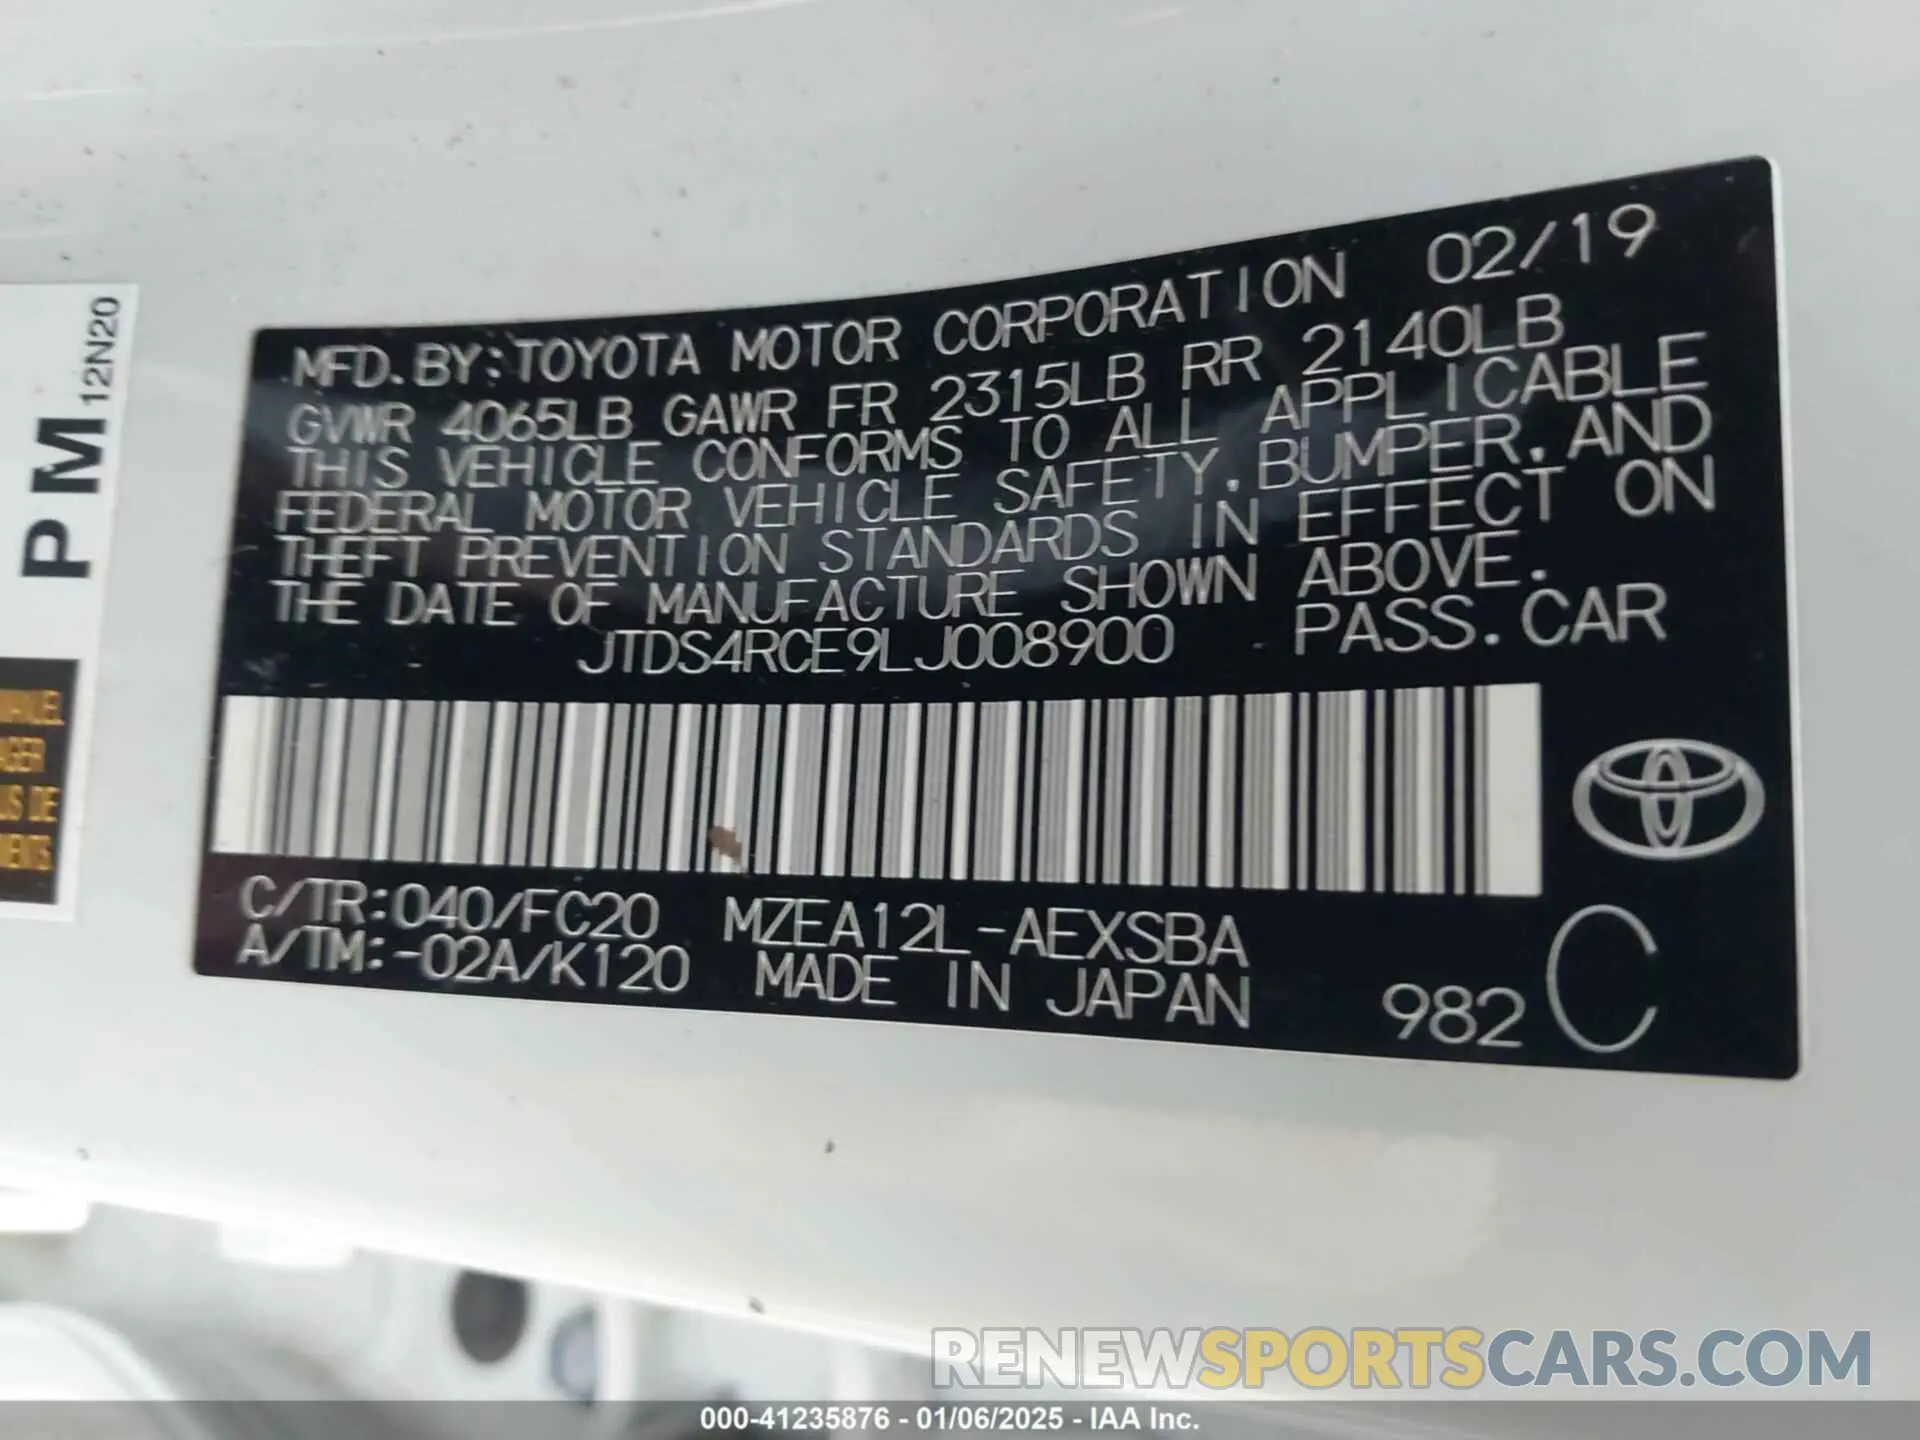 MFD. BY: TOYOTA MOTOR CORPORATION 02/19
GVWR 4065LB GAWR FR 2315LB RR 2140LB
THIS VEHICLE CONFORMS TO ALL APPLICABLE
FEDERAL MOTOR VEHICLE SAFETY, BUMPER, AND
THEFT PREVENTION STANDARDS IN EFFECT ON
THE DATE OF MANUFACTURE SHOWN ABOVE.
JTDS4RCE9LJ008900 PASS. CAR
C/TR:040/FC20 MZEA12L-AEXSBA
A/TM:-02A/K120 MADE IN JAPAN 982 C
PM
12N20
US DE
RENEWSPORTSCARS.COM
000-41235876 - 01/06/2025 - IAA Inc.